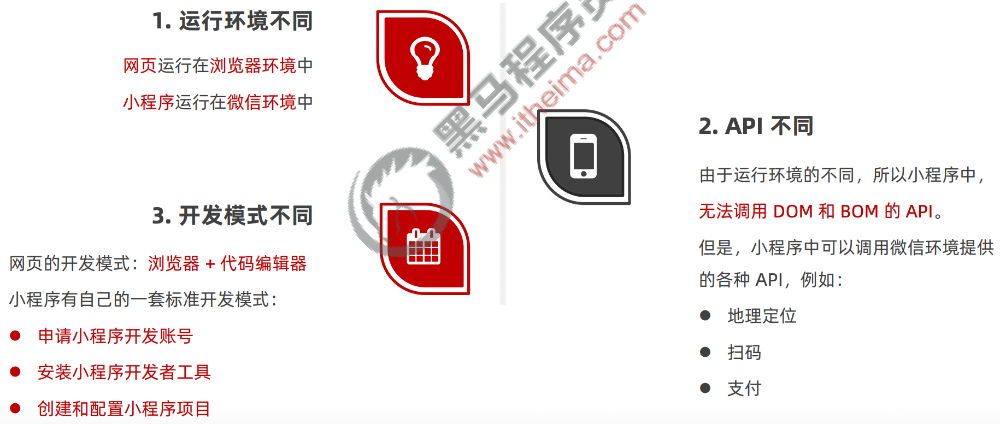 1. 运行环境不同
网页运行在浏览器环境中
小程序运行在微信环境中
2. API 不同
由于运行环境的不同，所以小程序中，
无法调用 DOM 和 BOM 的 API。
但是，小程序中可以调用微信环境提供
的各种 API，例如：
● 地理定位
● 扫码
● 支付
3. 开发模式不同
网页的开发模式：浏览器 + 代码编辑器
小程序有自己的一套标准开发模式：
● 申请小程序开发账号
● 安装小程序开发者工具
● 创建和配置小程序项目
黑马程序员
www.itheima.com